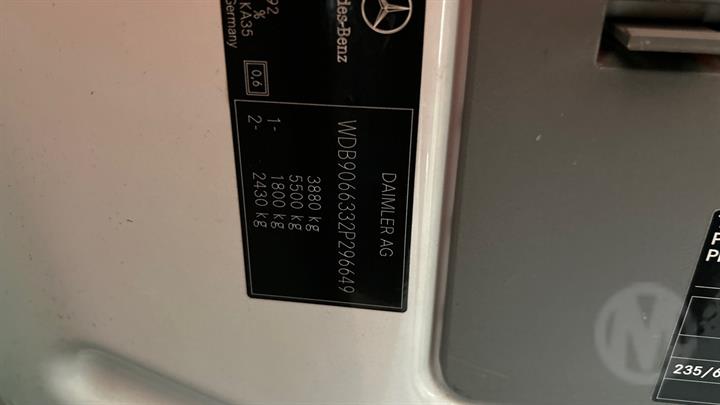 des-Benz
92
%
KA35
Germany
0,6
DAIMLER AG
WDB9066332P296649
3880 kg
5500 kg
1- 1800 kg
2- 2430 kg
P
235/6
M